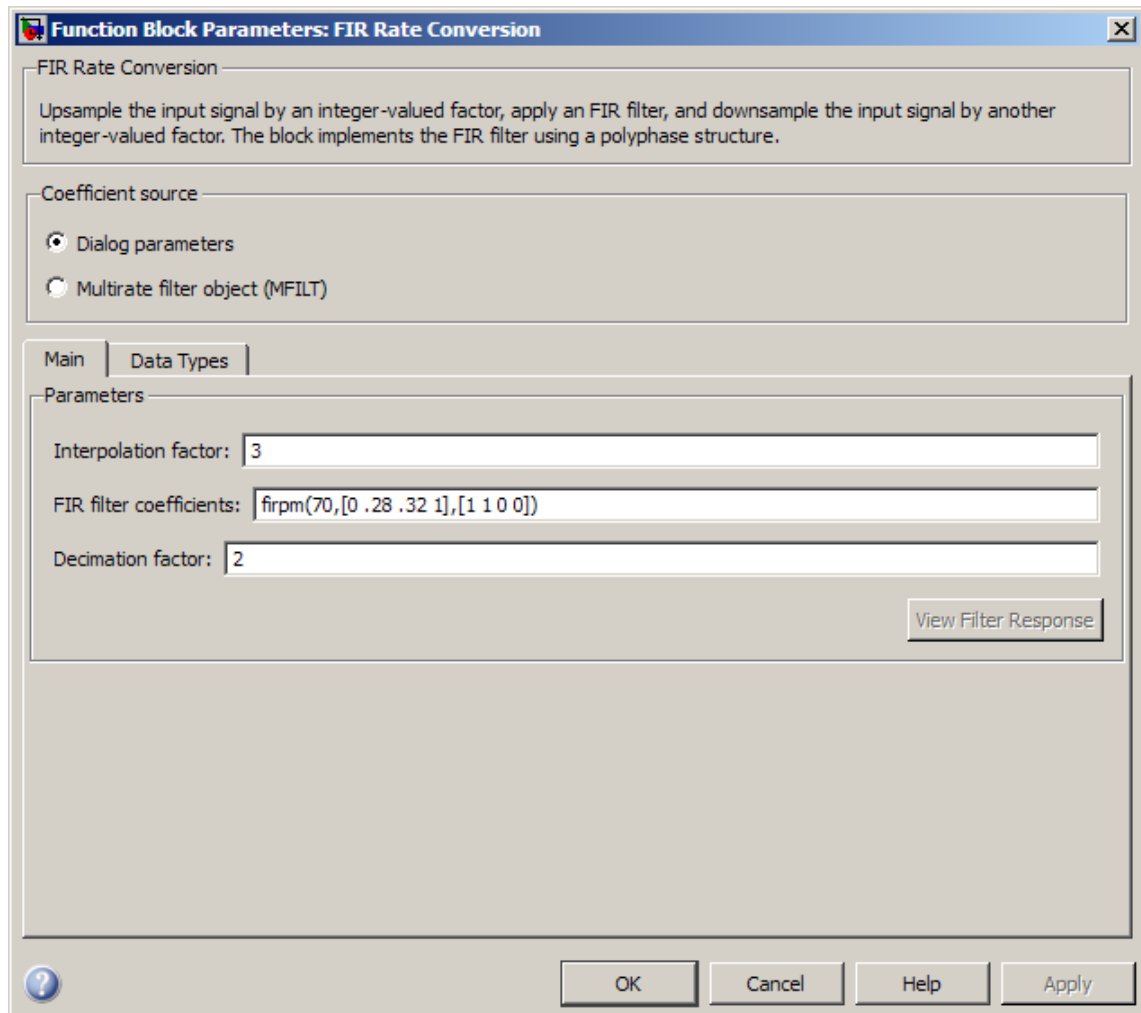 Function Block Parameters: FIR Rate Conversion
FIR Rate Conversion
Upsample the input signal by an integer-valued factor, apply an FIR filter, and downsample the input signal by another
integer-valued factor. The block implements the FIR filter using a polyphase structure.
Coefficient source
Dialog parameters
Multirate filter object (MFILT)
Main Data Types
Parameters
Interpolation factor: 3
FIR filter coefficients: firpm(70,[0 .28 .32 1],[1 1 0 0])
Decimation factor: 2
View Filter Response
? OK Cancel Help Apply